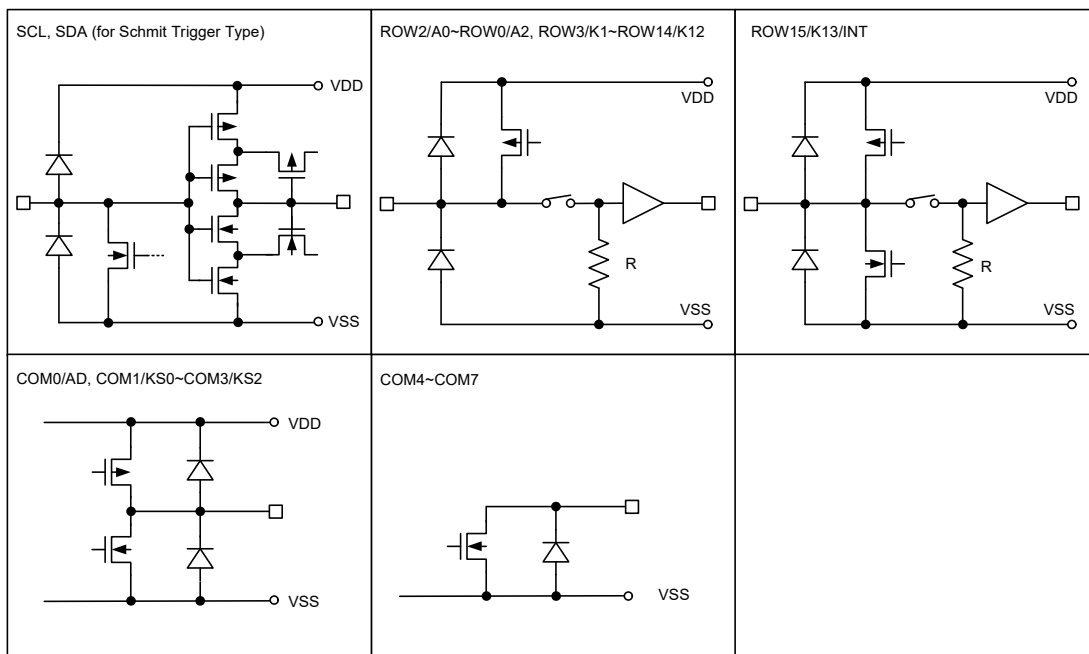 SCL, SDA (for Schmit Trigger Type)
VDD
VSS
ROW2/A0~ROW0/A2, ROW3/K1~ROW14/K12
VDD
R
VSS
ROW15/K13/INT
VDD
R
VSS
COM0/AD, COM1/KS0~COM3/KS2
VDD
VSS
COM4~COM7
VSS